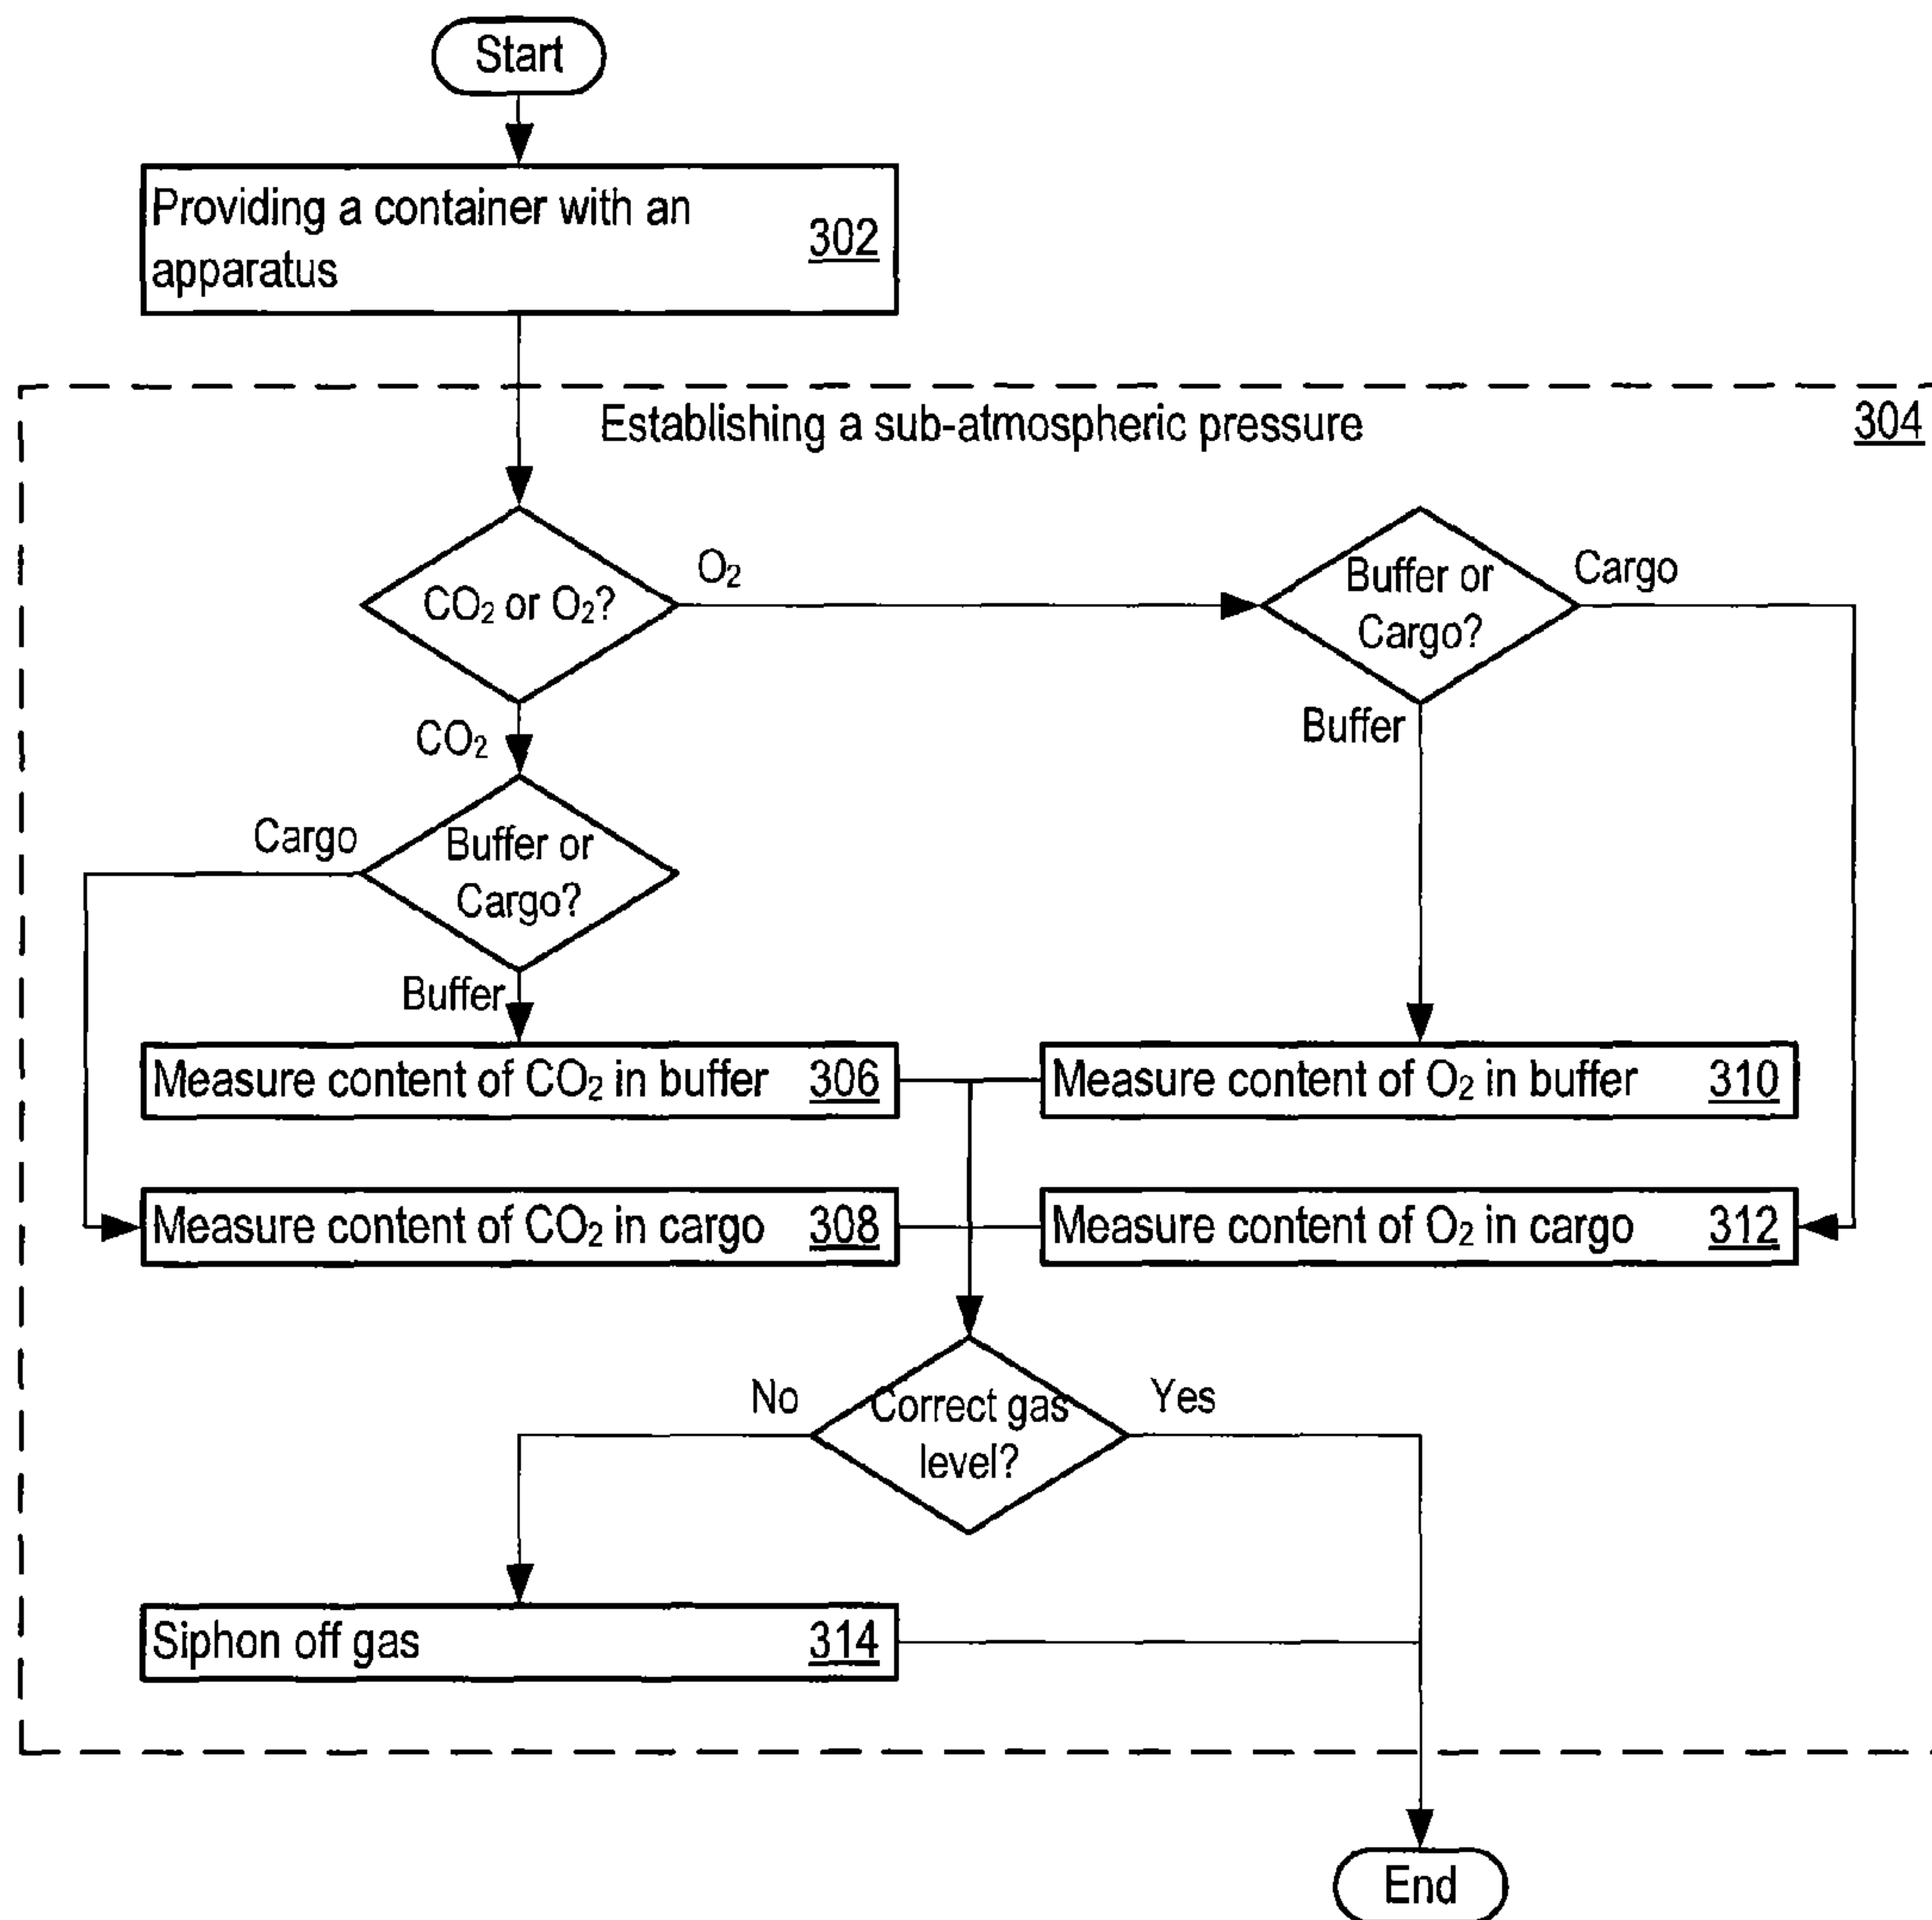 Start
Providing a container with an
apparatus
302
Establishing a sub-atmospheric pressure
304
CO₂ or O₂?
O₂
Buffer or
Cargo?
Cargo
CO₂
Buffer
Cargo
Buffer or
Cargo?
Buffer
Measure content of CO₂ in buffer 306
Measure content of O₂ in buffer 310
Measure content of CO₂ in cargo 308
Measure content of O₂ in cargo 312
No
Correct gas
level?
Yes
Siphon off gas 314
End